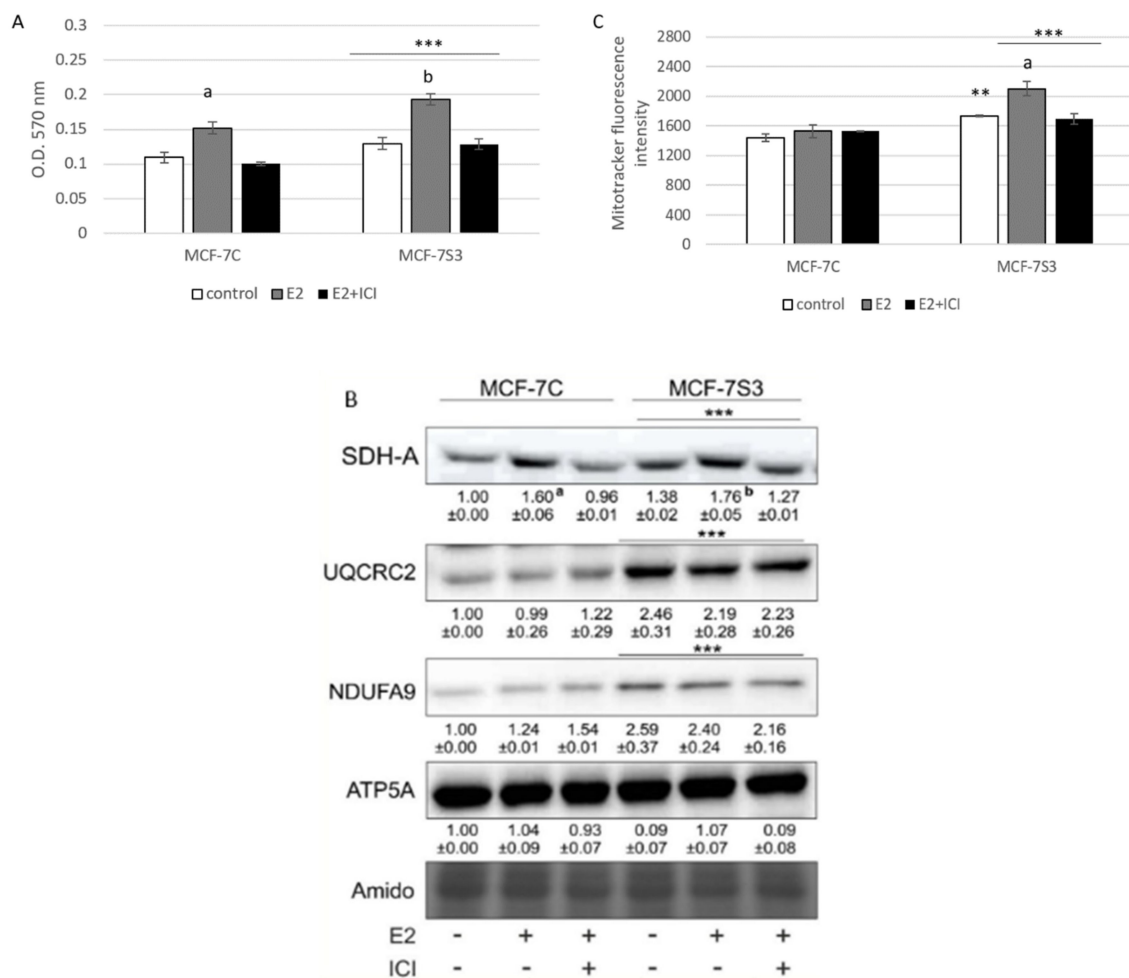 A
0.3
0.25
0.2
0.15
0.1
0.05
0
O.D. 570 nm
a
***
b
MCF-7C MCF-7S3
control E2 E2+ICI
C
2800
2400
2000
1600
1200
800
400
0
Mitotracker fluorescence
intensity
***
**
a
MCF-7C MCF-7S3
control E2 E2+ICI
B
MCF-7C MCF-7S3
***
SDH-A
1.00 1.60 a 0.96 1.38 1.76 b 1.27
±0.00 ±0.06 ±0.01 ±0.02 ±0.05 ±0.01
***
UQCRC2
1.00 0.99 1.22 2.46 2.19 2.23
±0.00 ±0.26 ±0.29 ±0.31 ±0.28 ±0.26
***
NDUFA9
1.00 1.24 1.54 2.59 2.40 2.16
±0.00 ±0.01 ±0.01 ±0.37 ±0.24 ±0.16
ATP5A
1.00 1.04 0.93 0.09 1.07 0.09
±0.00 ±0.09 ±0.07 ±0.07 ±0.07 ±0.08
Amido
E2 - + + - + +
ICI - - + - - +